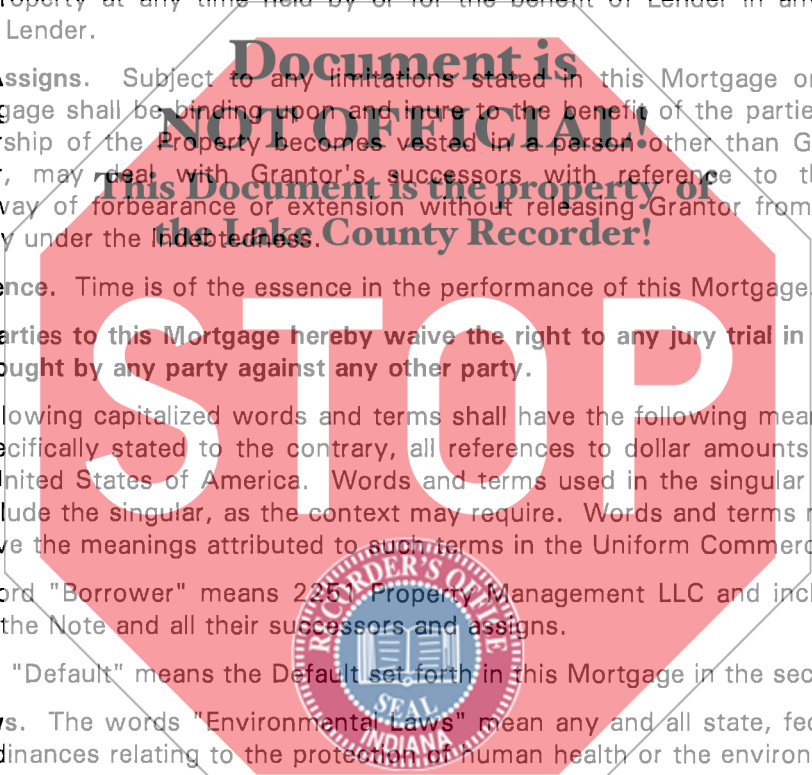 roperty at any time held by or for the benefit of Lender in any
Lender.
Document is
NOT OFFICIAL!
This Document is the property of
the Lake County Recorder!
ssigns. Subject to any limitations stated in this Mortgage on
gage shall be binding upon and inure to the benefit of the partie
rship of the Property becomes vested in a person other than G
r, may deal with Grantor's successors with reference to th
vay of forbearance or extension without releasing Grantor from
y under the Indebtedness.
ence. Time is of the essence in the performance of this Mortgage.
STOP
arties to this Mortgage hereby waive the right to any jury trial in
ought by any party against any other party.
lowing capitalized words and terms shall have the following mear
ecifically stated to the contrary, all references to dollar amounts
nited States of America. Words and terms used in the singular
lude the singular, as the context may require. Words and terms n
ve the meanings attributed to such terms in the Uniform Commerc
ord "Borrower" means 2251 Property Management LLC and incl
the Note and all their successors and assigns.
"Default" means the Default set forth in this Mortgage in the sec
ws. The words "Environmental Laws" mean any and all state, fed
dinances relating to the protection of human health or the environ
RECORDER'S OFFICE
SEAL
INDIANA